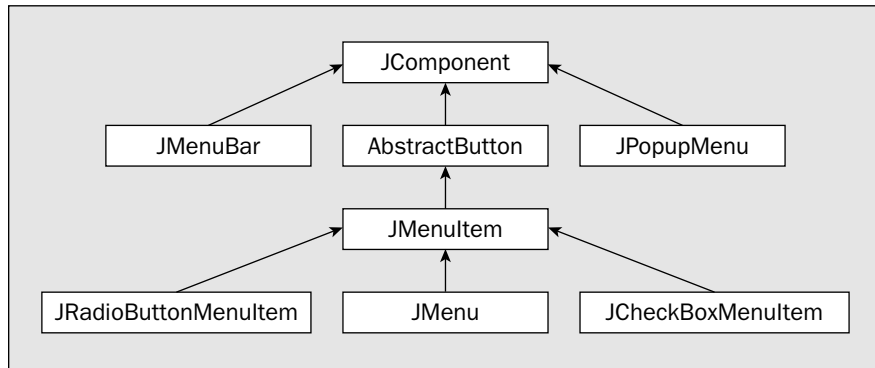 JComponent
JMenuBar
AbstractButton
JPopupMenu
JMenuItem
JRadioButtonMenuItem
JMenu
JCheckBoxMenuItem